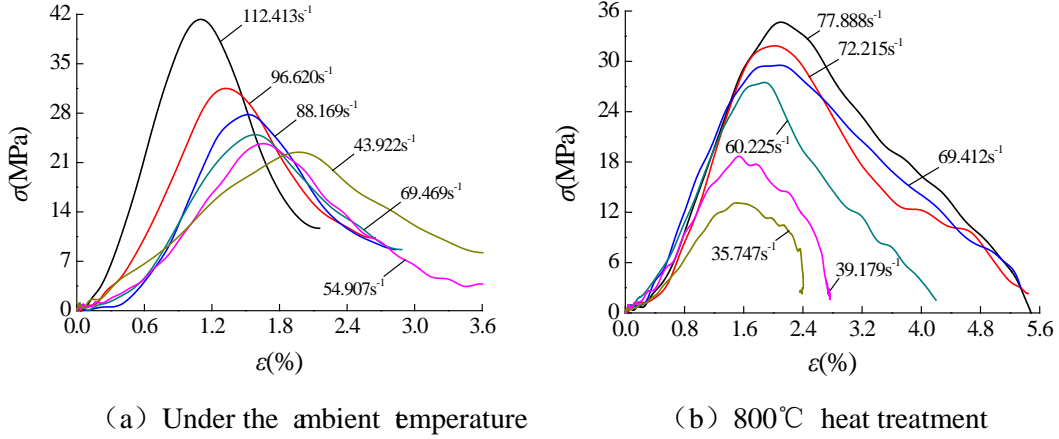 42
35
28
21
14
7
0
σ(MPa)
112.413s-1
96.620s-1
88.169s-1
43.922s-1
69.469s-1
54.907s-1
0.0 0.6 1.2 1.8 2.4 3.0 3.6
ε(%)
(a) Under the ambient temperature
36
30
24
18
12
6
0
σ(MPa)
77.888s-1
72.215s-1
60.225s-1
69.412s-1
35.747s-1
39.179s-1
0.0 0.8 1.6 2.4 3.2 4.0 4.8 5.6
ε(%)
(b) 800℃ heat treatment